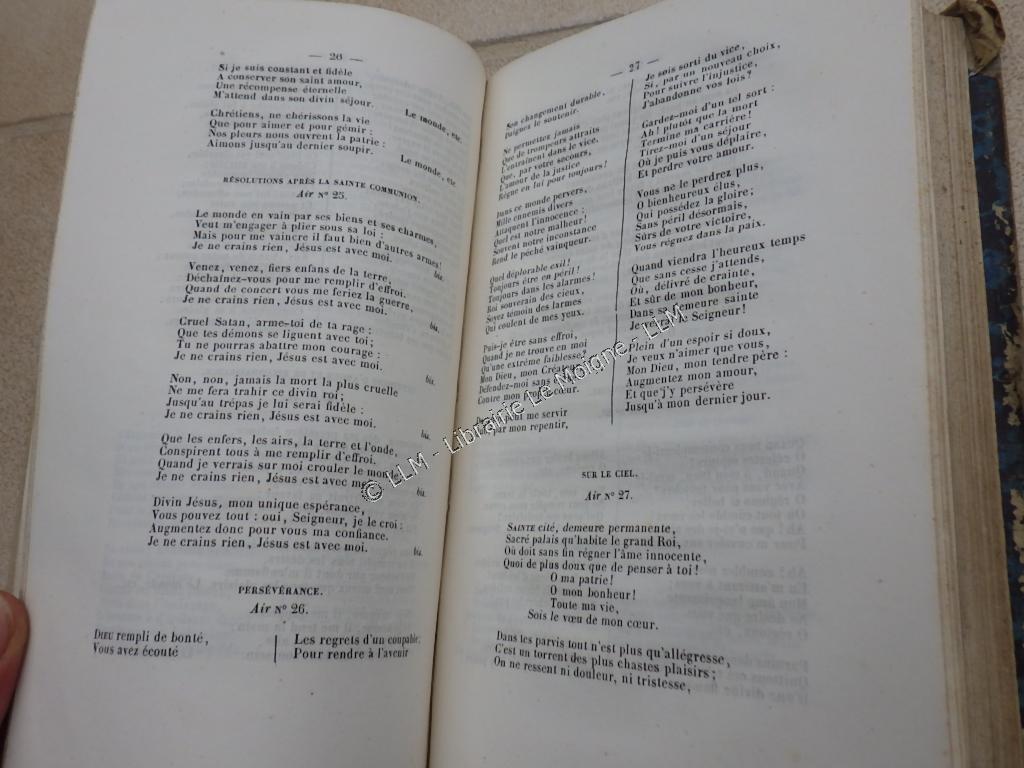 — 26 —
Si je suis constant et fidèle
A conserver son saint amour,
Une récompense éternelle
M'attend dans son divin séjour.
Le monde, etc.
Chrétiens, ne chérissons la vie
Que pour aimer et pour gémir :
Nos pleurs nous ouvrent la patrie :
Aimons jusqu'au dernier soupir.
Le monde, etc.
RÉSOLUTIONS APRÈS LA SAINTE COMMUNION.
Air N° 25.
Le monde en vain par ses biens et ses charmes,
Veut m'engager à plier sous sa loi :
Mais pour me vaincre il faut bien d'autres armes!
Je ne crains rien, Jésus est avec moi. bis.
Venez, venez, fiers enfans de la terre,
Déchaînez-vous pour me remplir d'effroi.
Quand de concert vous me feriez la guerre,
Je ne crains rien, Jésus est avec moi. bis.
Cruel Satan, arme-toi de ta rage :
Que tes démons se liguent avec toi ;
Tu ne pourras abattre mon courage :
Je ne crains rien, Jésus est avec moi. bis.
Non, non, jamais la mort la plus cruelle
Ne me fera trahir ce divin roi ;
Jusqu'au trépas je lui serai fidèle :
Je ne crains rien, Jésus est avec moi. bis.
Que les enfers, les airs, la terre et l'onde,
Conspirent tous à me remplir d'effroi.
Quand je verrais sur moi crouler le monde
Je ne crains rien, Jésus est avec moi. bis.
Divin Jésus, mon unique espérance,
Vous pouvez tout : oui, Seigneur, je le croi :
Augmentez donc pour vous ma confiance.
Je ne crains rien, Jésus est avec moi. bis.
PERSÉVÉRANCE.
Air N° 26.
DIEU rempli de bonté,
Vous avez écouté
Les regrets d'un coupable:
Pour rendre à l'avenir
— 27 —
Son changement durable,
Daignez le soutenir.
Ne permettez jamais
Que de trompeurs attraits
L'entraînent dans le vice.
Que, par votre secours,
L'amour de la justice
Règne en lui pour toujours!
Dans ce monde pervers,
Mille ennemis divers
Attaquent l'innocence :
Quel est notre malheur!
Souvent notre inconstance
Rend le péché vainqueur.
Quel déplorable exil!
Toujours être en péril!
Toujours dans les alarmes!
Roi souverain des cieux,
Soyez témoin des larmes
Qui coulent de mes yeux.
Puis-je être sans effroi,
Quand je ne trouve en moi
Qu'une extrême faiblesse?
Mon Dieu, mon Créateur
Défendez-moi sans
Contre mon propre cœur.
me servir
par mon repentir,
Je suis sorti du vice,
Si, par un nouveau choix,
Pour suivre l'injustice,
J'abandonne vos lois?
Gardez-moi d'un tel sort :
Ah! plutôt que la mort
Termine ma carrière!
Tirez-moi d'un séjour
Où je puis vous déplaire,
Et perdre votre amour.
Vous ne le perdrez plus,
O bienheureux élus,
Qui possédez la gloire ;
Sans péril désormais,
Sûrs de votre victoire,
Vous régnez dans la paix.
Quand viendra l'heureux temps
Que sans cesse j'attends,
Où, délivré de crainte,
Et sûr de mon bonheur,
Dans sa demeure sainte
Je verrai le Seigneur!
Plein d'un espoir si doux,
Je veux n'aimer que vous,
Mon Dieu, mon tendre père :
Augmentez mon amour,
Et que j'y persévère
Jusqu'à mon dernier jour.
SUR LE CIEL.
Air N° 27.
SAINTE cité, demeure permanente,
Sacré palais qu'habite le grand Roi,
Où doit sans fin régner l'âme innocente,
Quoi de plus doux que de penser à toi!
O ma patrie!
O mon bonheur!
Toute ma vie,
Sois le vœu de mon cœur.
Dans tes parvis tout n'est plus qu'allégresse,
C'est un torrent des plus chastes plaisirs ;
On ne ressent ni douleur, ni tristesse,
© LLM - Librairie Le Moigne - LLM